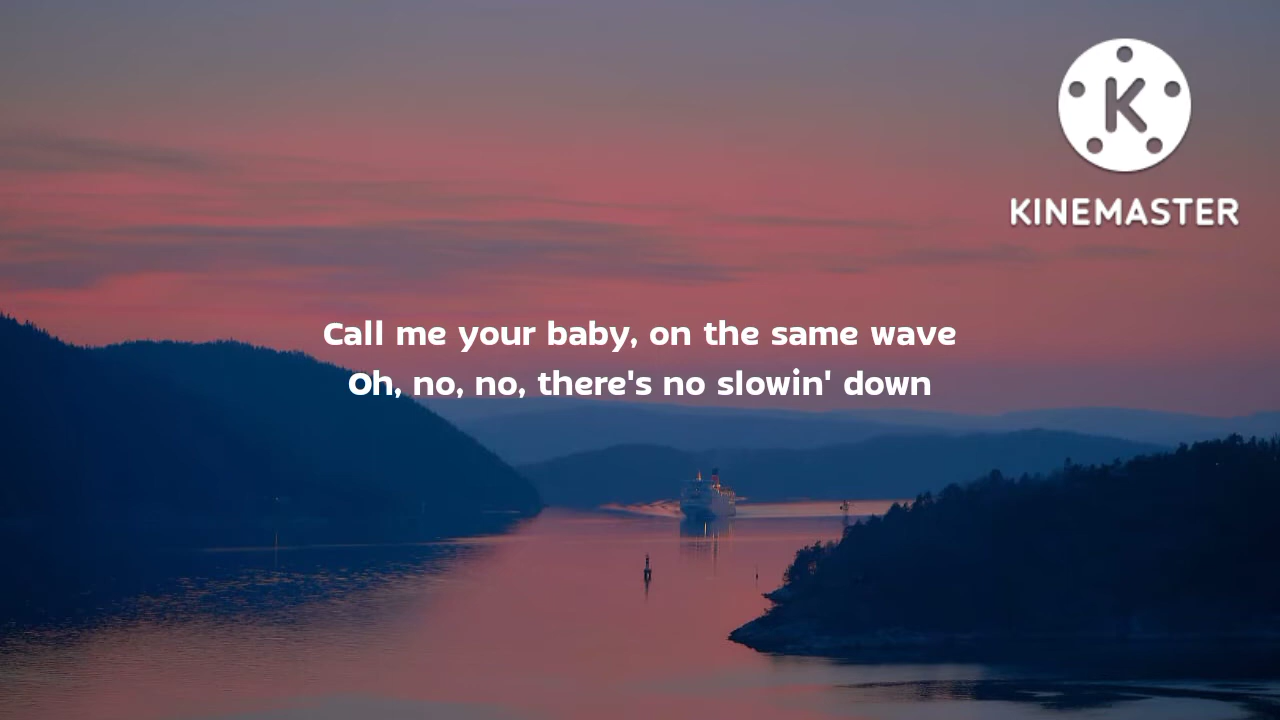 KINEMASTER
Call me your baby, on the same wave
Oh, no, no, there's no slowin' down